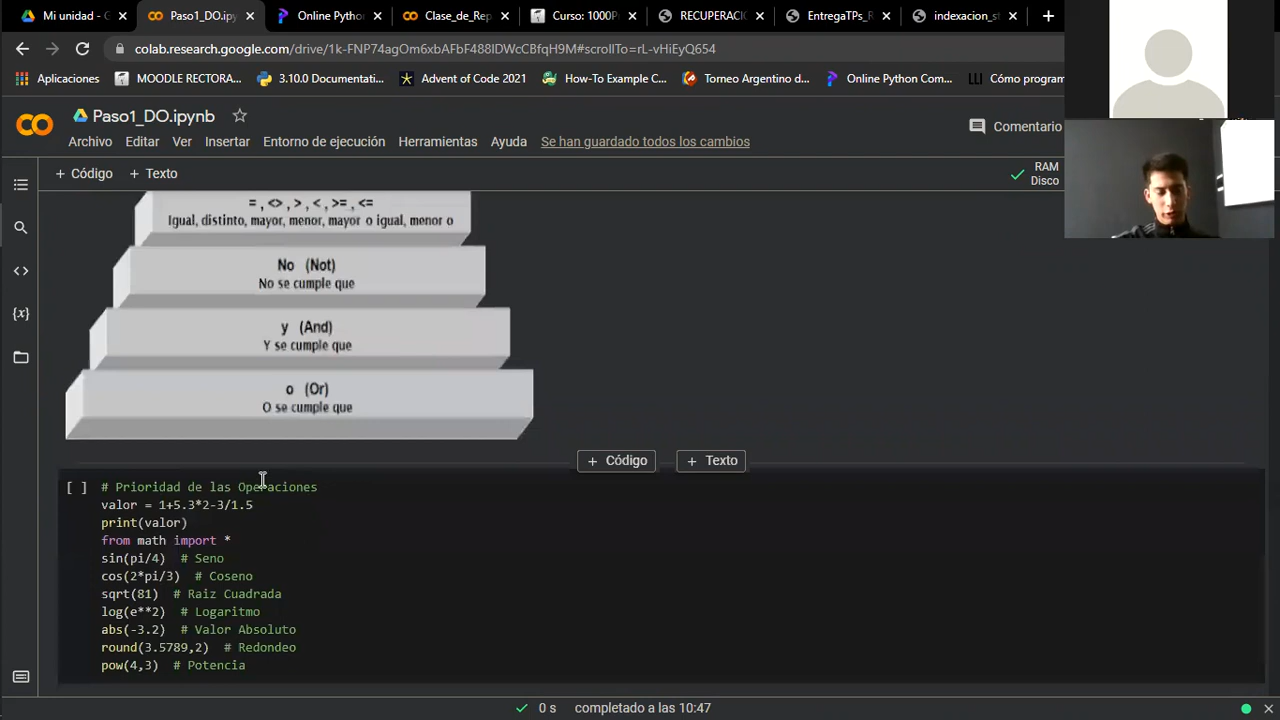 Mi unidad - G
Paso1_DO.ipyn
Online Python
Clase_de_Rep
Curso: 1000P
RECUPERACIÓ
EntregaTPs_R
indexacion_s
colab.research.google.com/drive/1k-FNP74agOm6xbAFbF488IDWcCBfqH9M#scrollTo=rL-vHiEyQ654
Aplicaciones
MOODLE RECTORA...
3.10.0 Documentati...
Advent of Code 2021
How-To Example C...
Torneo Argentino d...
Online Python Com...
Cómo program
Paso1_DO.ipynb
Archivo Editar Ver Insertar Entorno de ejecución Herramientas Ayuda Se han guardado todos los cambios
Comentario
+ Código + Texto
RAM
Disco
= , <> , > , < , >= , <=
Igual, distinto, mayor, menor, mayor o igual, menor o
No (Not)
No se cumple que
y (And)
Y se cumple que
o (Or)
O se cumple que
+ Código + Texto
[ ] # Prioridad de las Operaciones
valor = 1+5.3*2-3/1.5
print(valor)
from math import *
sin(pi/4) # Seno
cos(2*pi/3) # Coseno
sqrt(81) # Raiz Cuadrada
log(e**2) # Logaritmo
abs(-3.2) # Valor Absoluto
round(3.5789,2) # Redondeo
pow(4,3) # Potencia
0 s completado a las 10:47